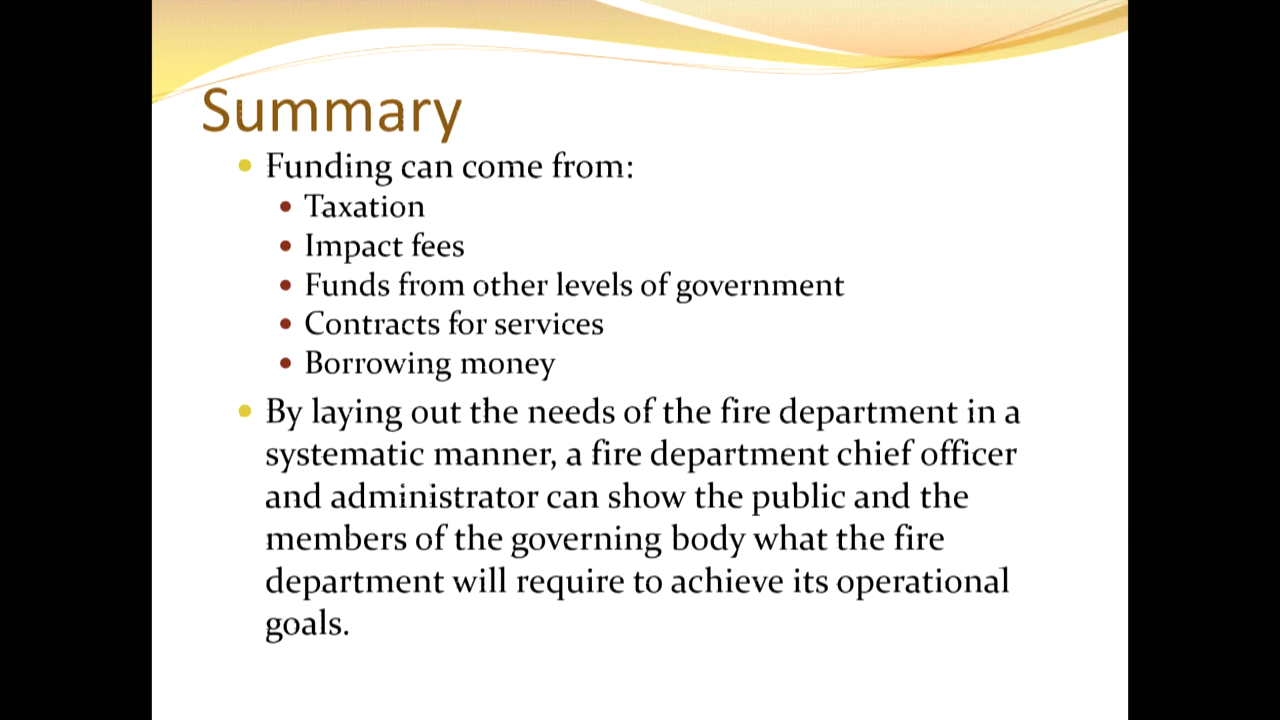 Summary
Funding can come from:
Taxation
Impact fees
Funds from other levels of government
Contracts for services
Borrowing money
By laying out the needs of the fire department in a
systematic manner, a fire department chief officer
and administrator can show the public and the
members of the governing body what the fire
department will require to achieve its operational
goals.